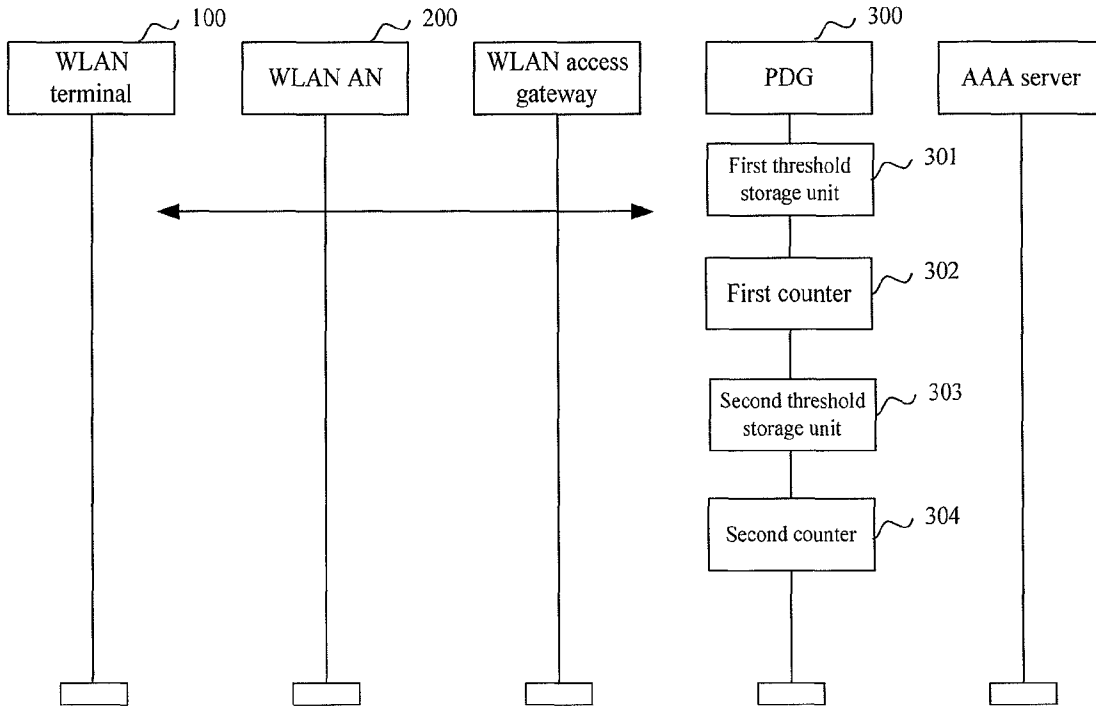 100
200
300
WLAN
terminal
WLAN AN
WLAN access
gateway
PDG
AAA server
First threshold
storage unit
301
First counter
302
Second threshold
storage unit
303
Second counter
304